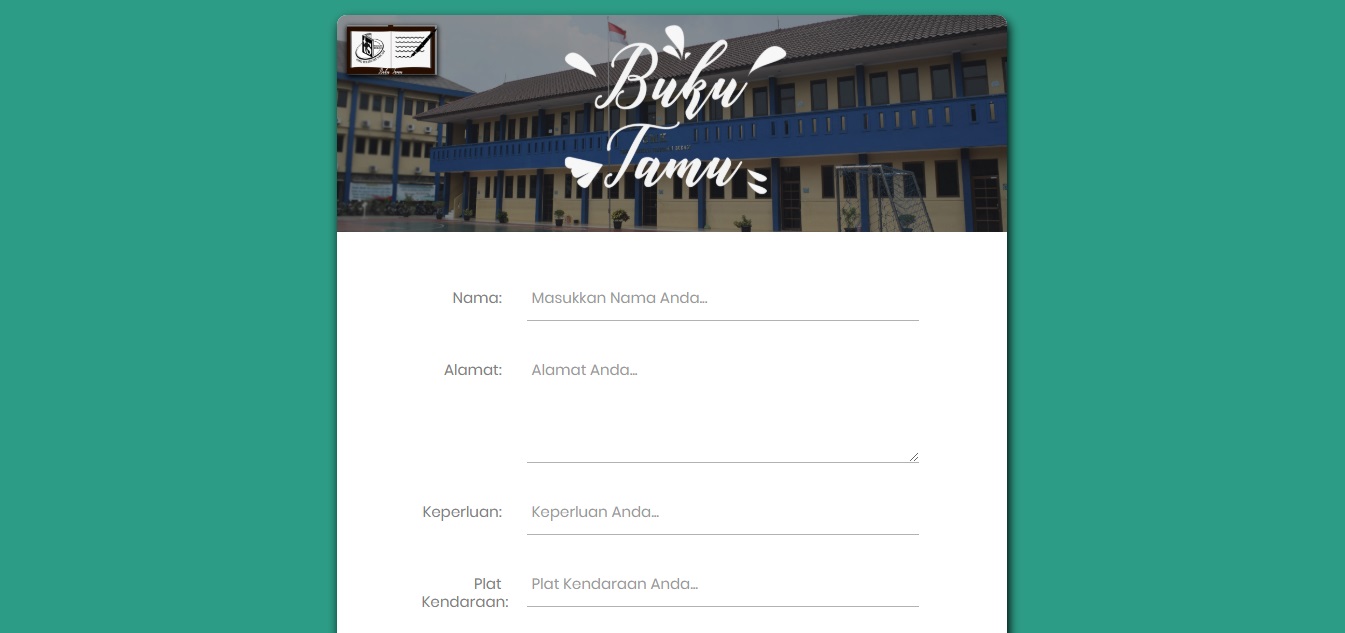 Buku
Tamu
Buku Tamu
Nama:
Masukkan Nama Anda...
Alamat:
Alamat Anda...
Keperluan:
Keperluan Anda...
Plat
Kendaraan:
Plat Kendaraan Anda...